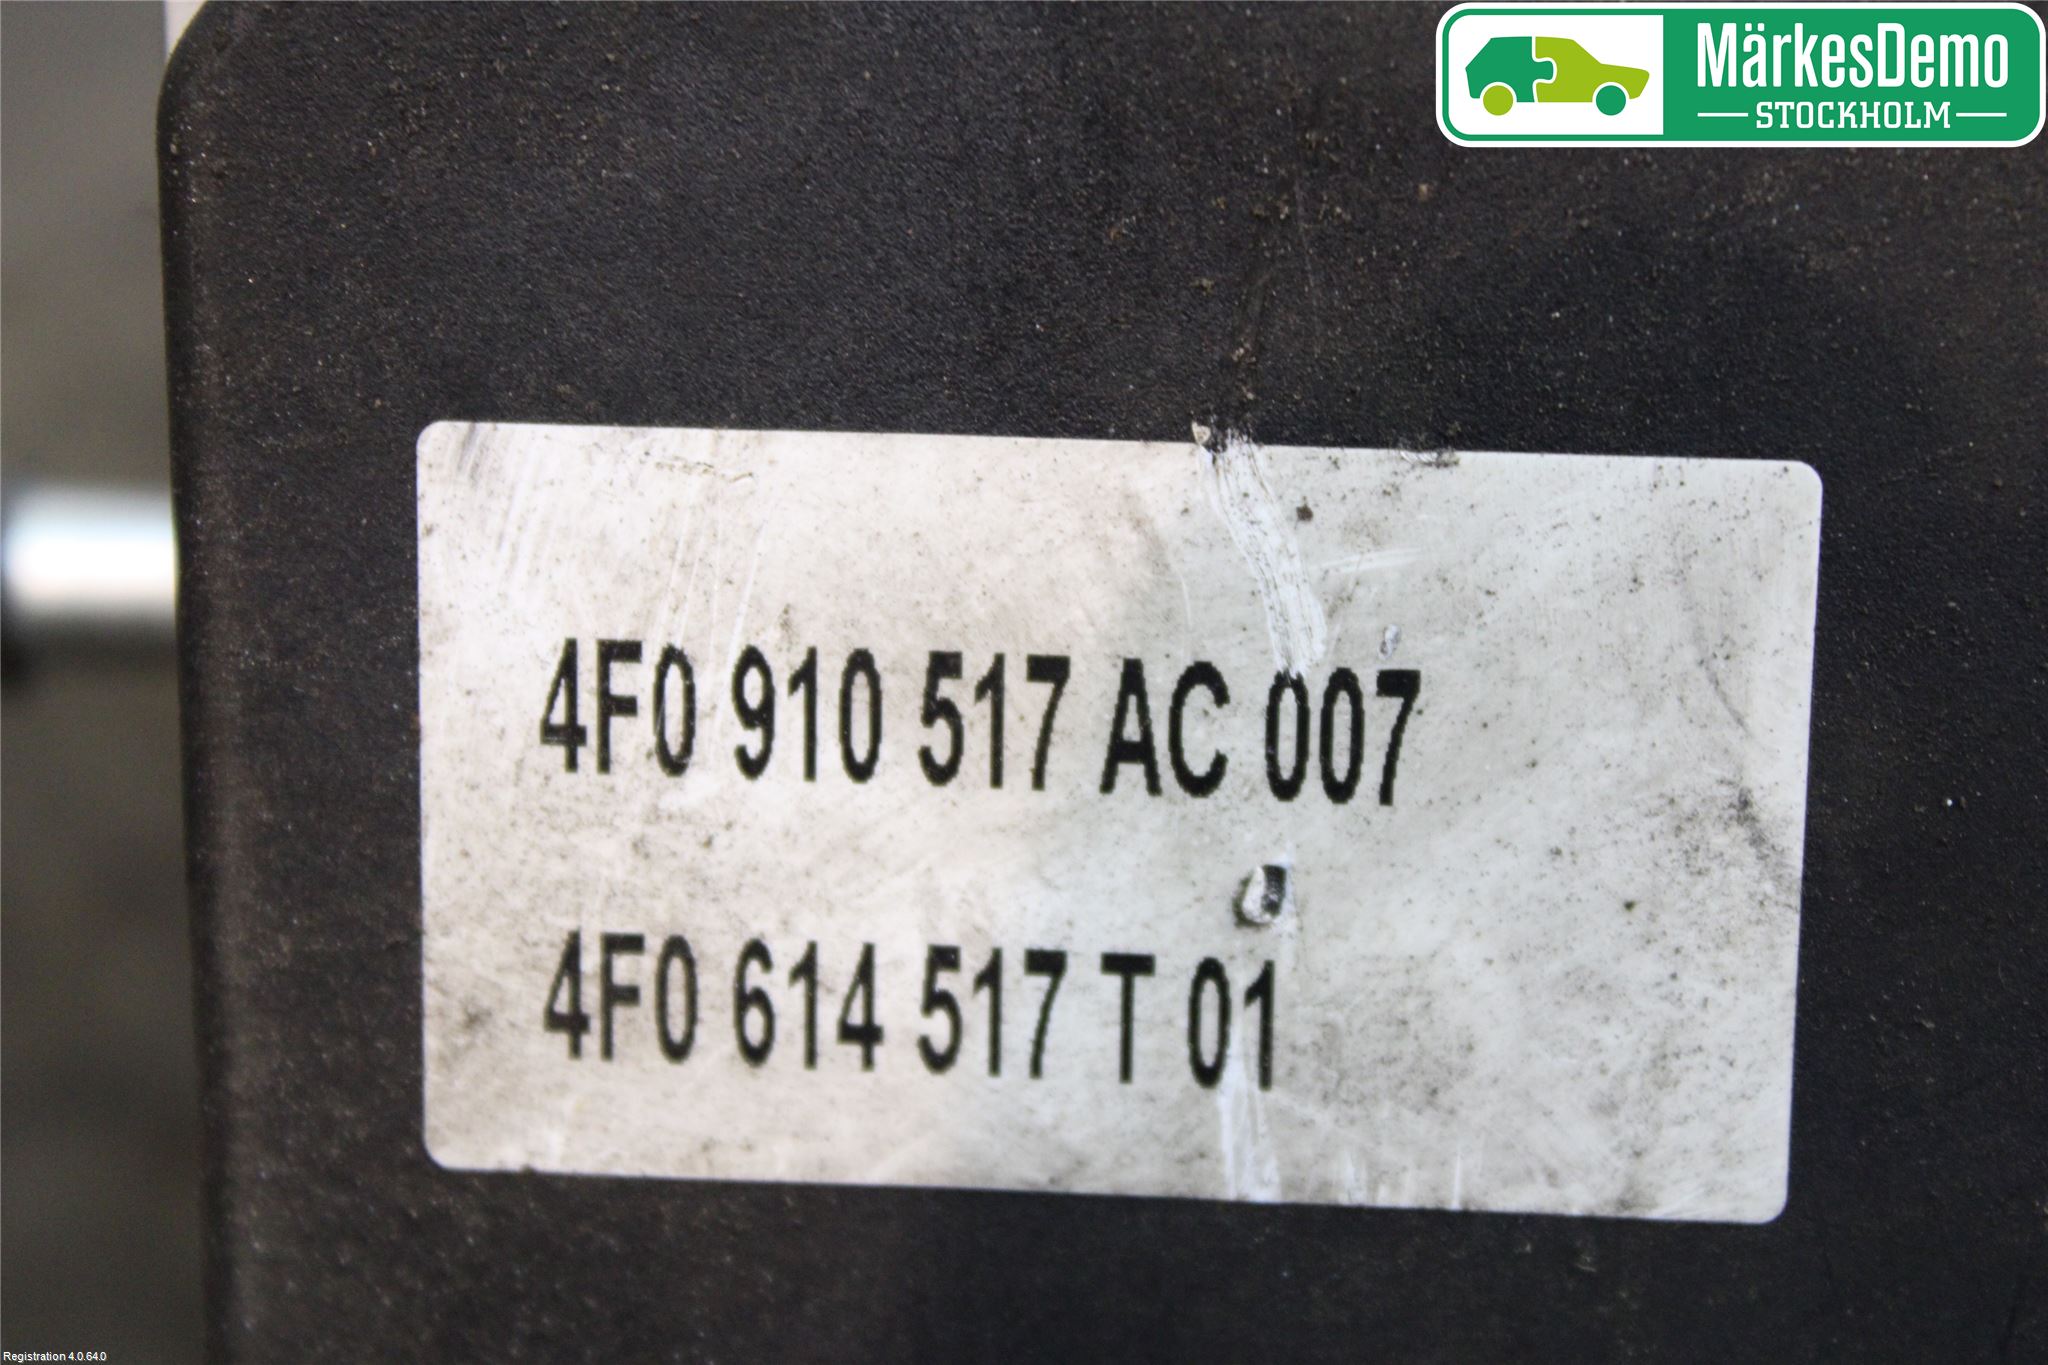 MärkesDemo
STOCKHOLM
4F0 910 517 AC 007
4F0 614 517 T 01
Registration 4.0.64.0